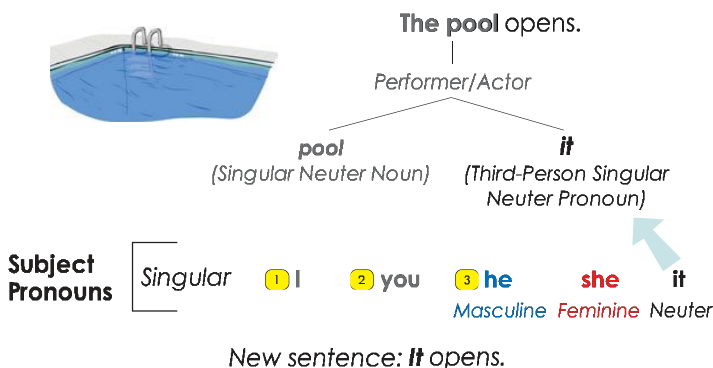 The pool opens.
Performer/Actor
pool it
(Singular Neuter Noun) (Third-Person Singular
Neuter Pronoun)
Subject
Pronouns
Singular 1 I 2 you 3 he she it
Masculine Feminine Neuter
New sentence: It opens.